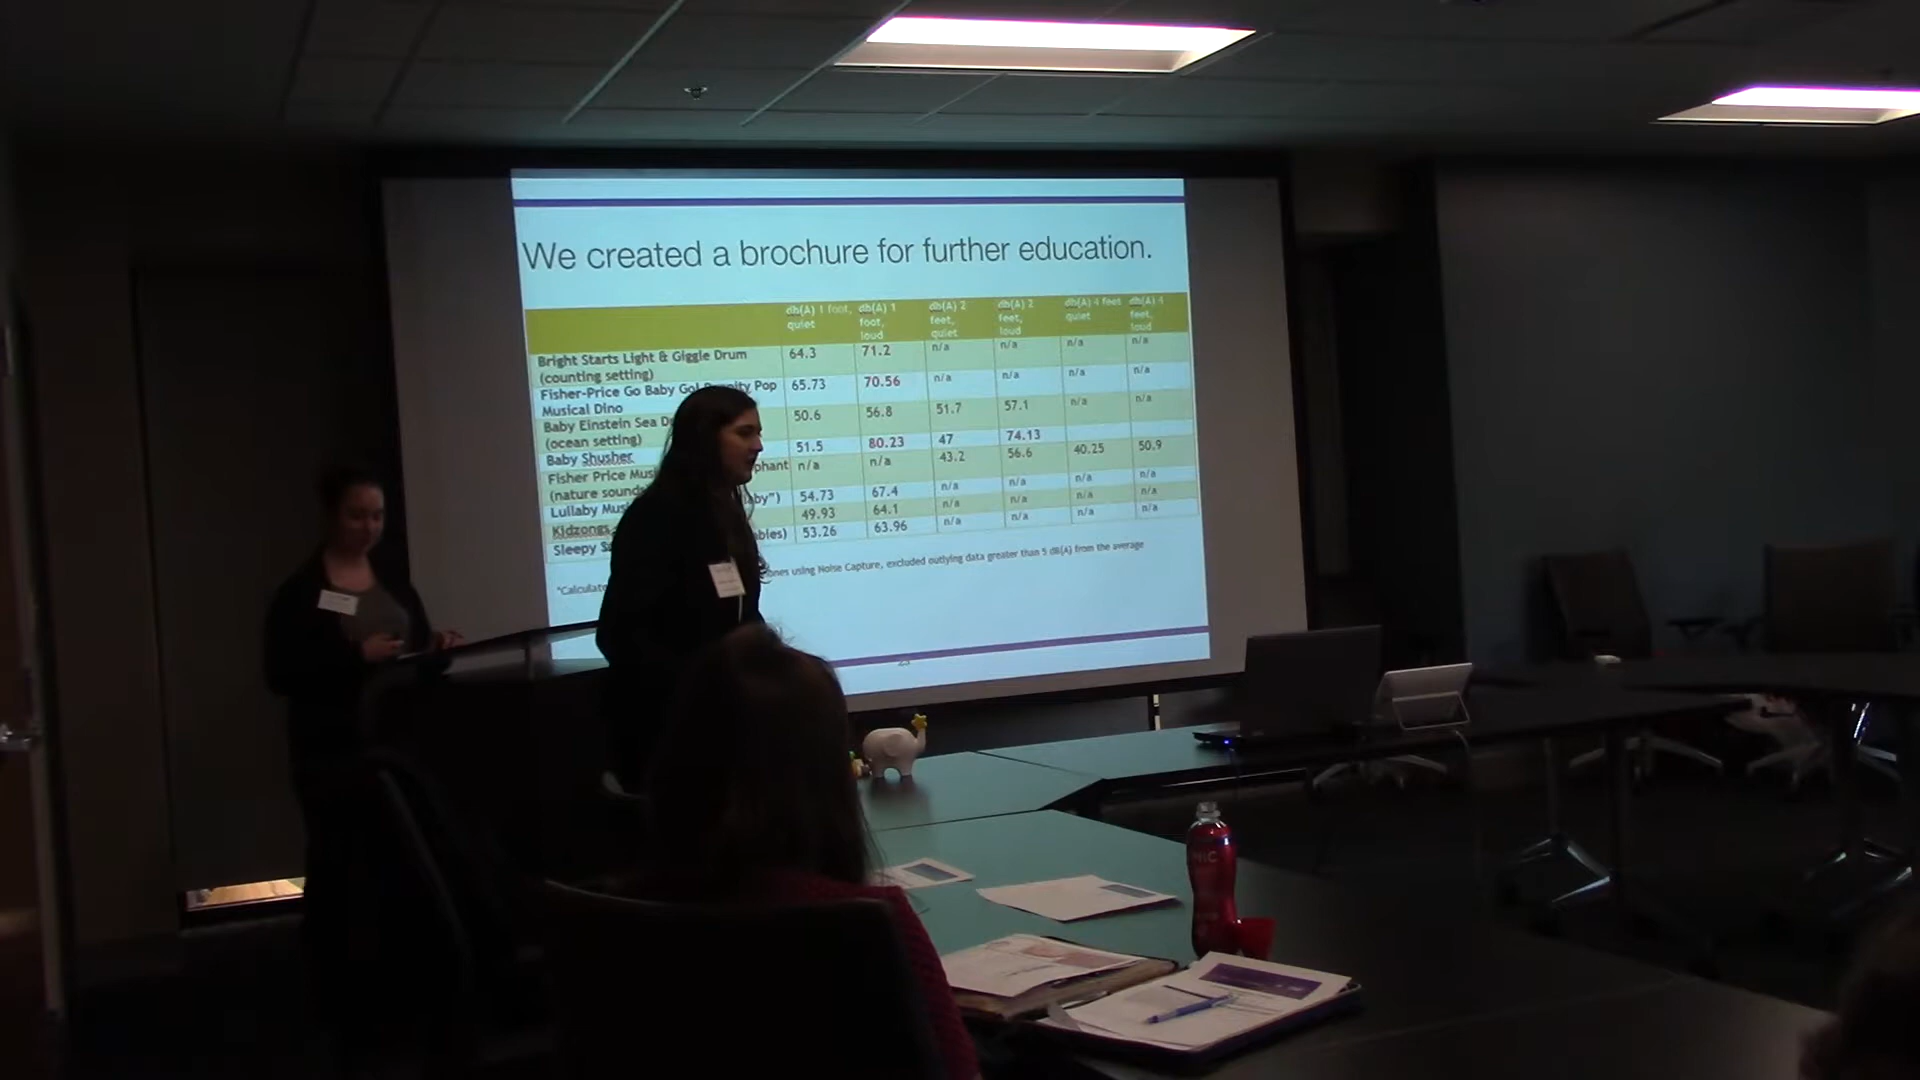 We created a brochure for further education.
db(A) 1 foot, quiet db(A) 1 foot, loud db(A) 2 feet, quiet db(A) 2 feet, loud db(A) 4 feet quiet db(A) 4 feet, loud
Bright Starts Light & Giggle Drum (counting setting) 64.3 71.2 n/a n/a n/a n/a
Fisher-Price Go Baby Go! Pop Musical Dino 65.73 70.56 n/a n/a n/a n/a
Baby Einstein Sea (ocean setting) 50.6 56.8 51.7 57.1 n/a n/a
Baby Shusher 51.5 80.23 47 74.13
Fisher Price (nature n/a n/a 43.2 56.6 40.25 50.9
Lullaby 54.73 67.4 n/a n/a n/a n/a
Kidzongs 49.93 64.1 n/a n/a n/a n/a
Sleepy 53.26 63.96 n/a n/a n/a n/a
using Noise Capture, excluded outlying data greater than 5 dB(A) from the average